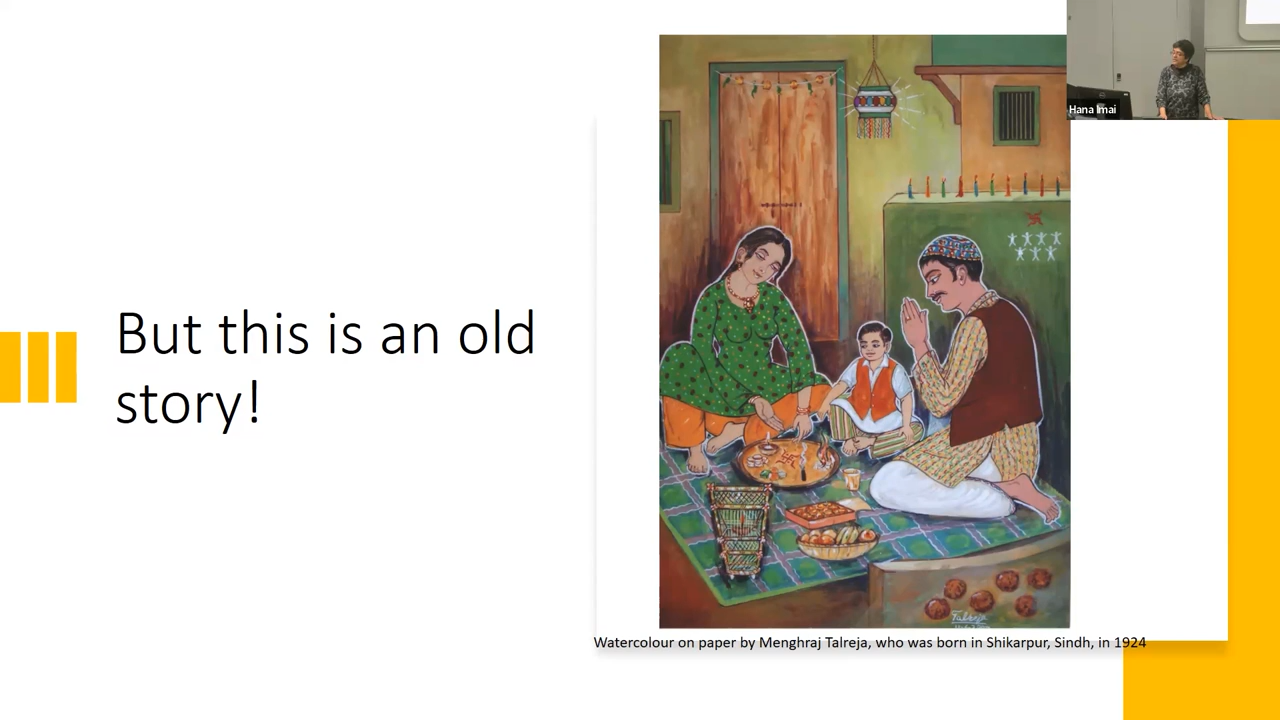 Hana Imai
But this is an old
story!
Talreja
Watercolour on paper by Menghraj Talreja, who was born in Shikarpur, Sindh, in 1924